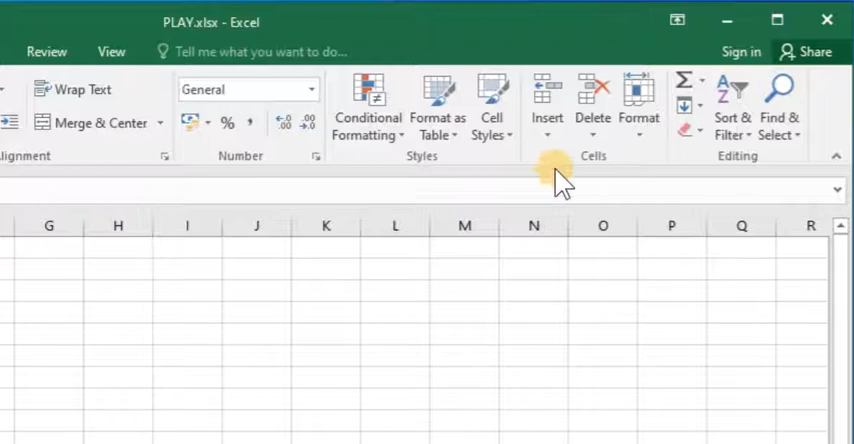 PLAY.xlsx - Excel
Review View Tell me what you want to do... Sign in Share
Wrap Text General
Merge & Center % , .00 .0
Conditional Formatting Format as Table Cell Styles Insert Delete Format Sort & Filter Find & Select
Number Styles Cells Editing
G H I J K L M N O P Q R